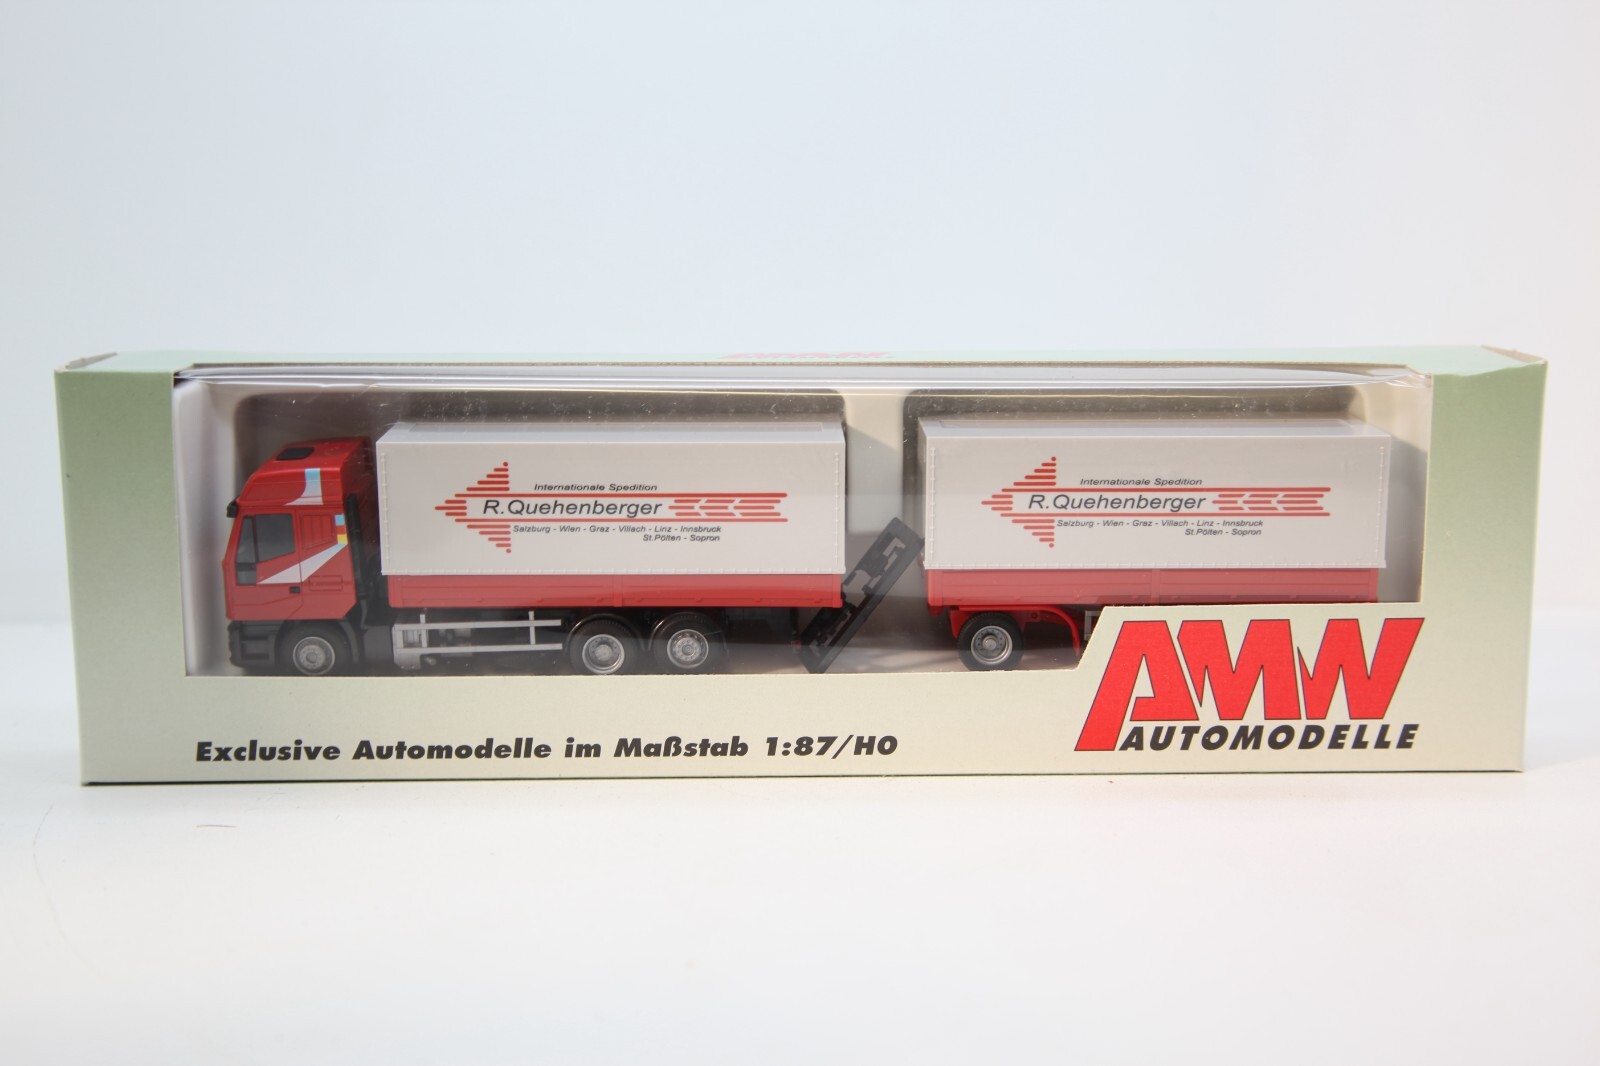 Internationale Spedition
R.Quehenberger
Salzburg - Wien - Graz - Villach - Linz - Innsbruck
St.Pölten - Sopron
Internationale Spedition
R.Quehenberger
Salzburg - Wien - Graz - Villach - Linz - Innsbruck
St.Pölten - Sopron
AMW
AUTOMODELLE
Exclusive Automodelle im Maßstab 1:87/HO